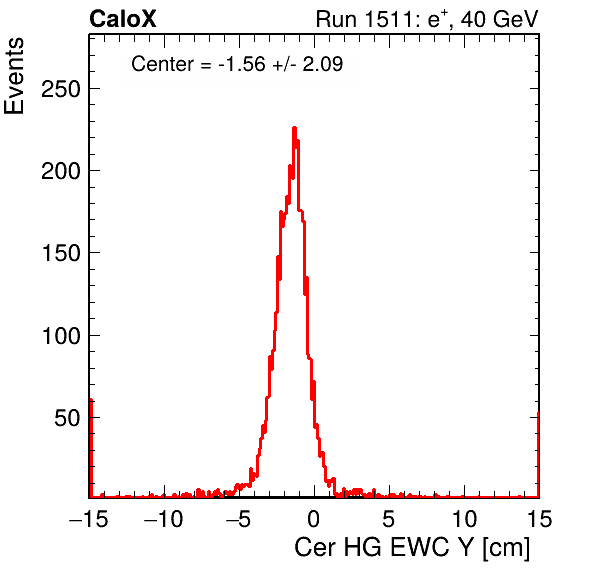 CaloX Run 1511: e⁺, 40 GeV
Events
Center = -1.56 +/- 2.09
250
200
150
100
50
−15 −10 −5 0 5 10 15
Cer HG EWC Y [cm]